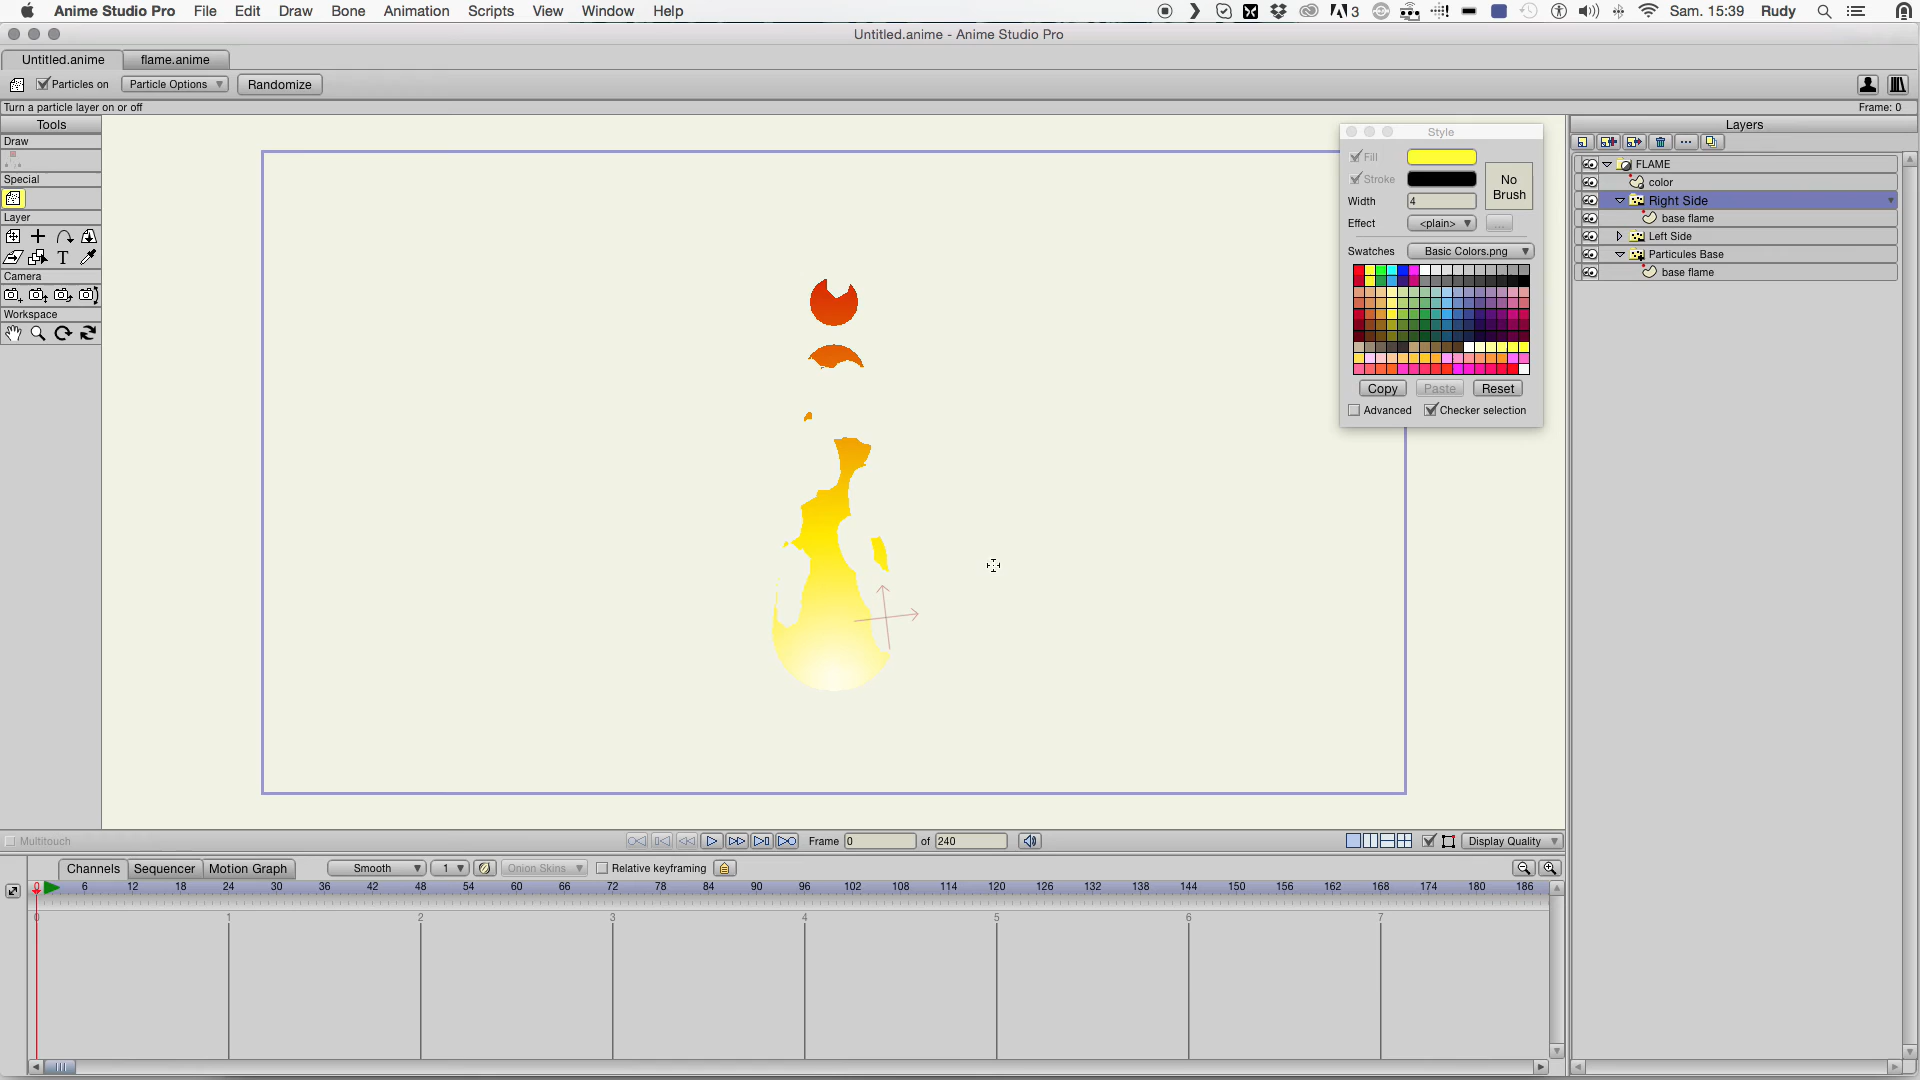 Anime Studio Pro File Edit Draw Bone Animation Scripts View Window Help 3 Sam. 15:39 Rudy
Untitled.anime - Anime Studio Pro
Untitled.anime flame.anime
Particles on Particle Options Randomize
Turn a particle layer on or off Frame: 0
Tools
Draw
Special
Layer
T
Camera
Workspace
Style
Fill
Stroke
No
Brush
Width 4
Effect <plain> ...
Swatches Basic Colors.png
Copy Paste Reset
Advanced Checker selection
Layers
FLAME
color
Right Side
base flame
Left Side
Particules Base
base flame
Multitouch Frame 0 of 240 Display Quality
Channels Sequencer Motion Graph Smooth 1 Onion Skins Relative keyframing
0 6 12 18 24 30 36 42 48 54 60 66 72 78 84 90 96 102 108 114 120 126 132 138 144 150 156 162 168 174 180 186
0 1 2 3 4 5 6 7